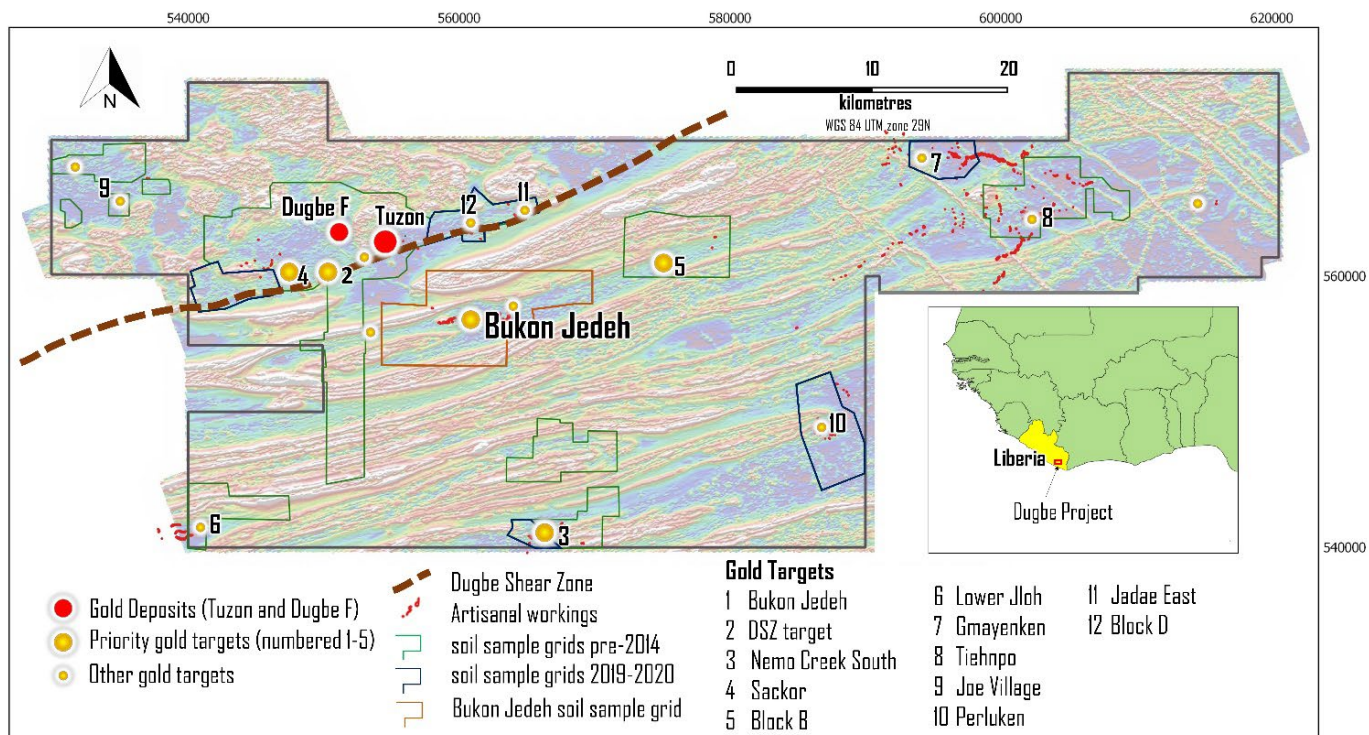 540000 560000 580000 600000 620000
N
0 10 20
kilometres
WGS 84 UTM zone 29N
7
9
11
12
Dugbe F
Tuzon
8
4
2
5
560000
Bukon Jedeh
10
Liberia
Dugbe Project
6
3
540000
Gold Deposits (Tuzon and Dugbe F)
Priority gold targets (numbered 1-5)
Other gold targets
Dugbe Shear Zone
Artisanal workings
soil sample grids pre-2014
soil sample grids 2019-2020
Bukon Jedeh soil sample grid
Gold Targets
1 Bukon Jedeh
2 DSZ target
3 Nemo Creek South
4 Sackor
5 Block B
6 Lower Jloh
7 Gmayenken
8 Tiehnpo
9 Joe Village
10 Perluken
11 Jadae East
12 Block D